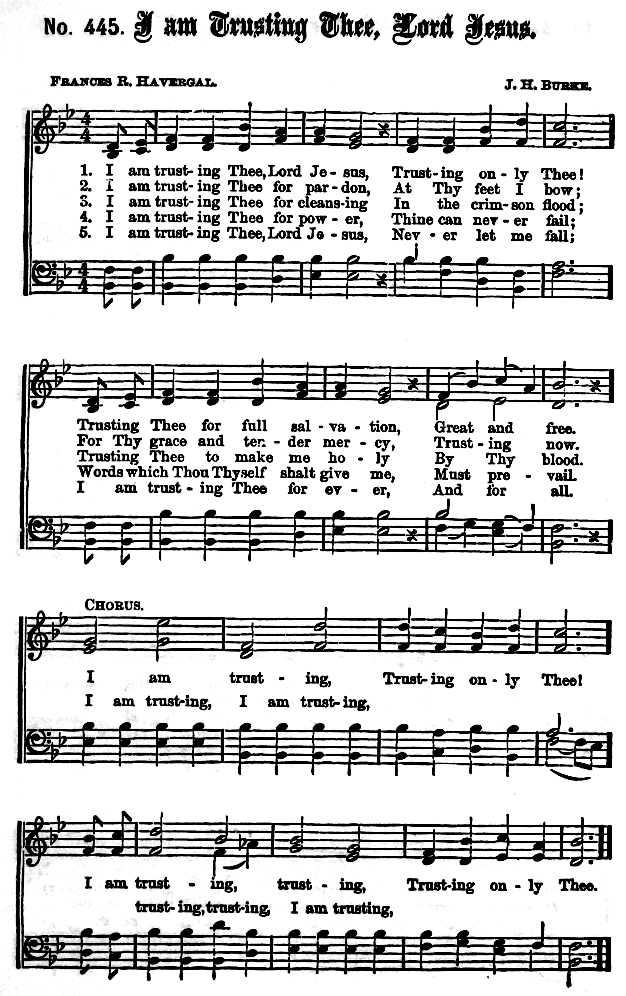 No. 445. I am Trusting Thee, Lord Jesus.
FRANCES R. HAVERGAL. J. H. BURKE.
1. I am trust-ing Thee, Lord Je-sus, Trust-ing on-ly Thee!
2. I am trust-ing Thee for par-don, At Thy feet I bow;
3. I am trust-ing Thee for cleans-ing In the crim-son flood;
4. I am trust-ing Thee for pow-er, Thine can nev-er fail;
5. I am trust-ing Thee, Lord Je-sus, Nev-er let me fall;
Trusting Thee for full sal-va-tion, Great and free.
For Thy grace and ten-der mer-cy, Trust-ing now.
Trusting Thee to make me ho-ly By Thy blood.
Words which Thou Thyself shalt give me, Must pre-vail.
I am trust-ing Thee for ev-er, And for all.
CHORUS.
I am trust-ing, Trust-ing on-ly Thee!
I am trust-ing, I am trust-ing,
I am trust-ing, trust-ing, Trust-ing on-ly Thee.
trust-ing, trust-ing, I am trusting,